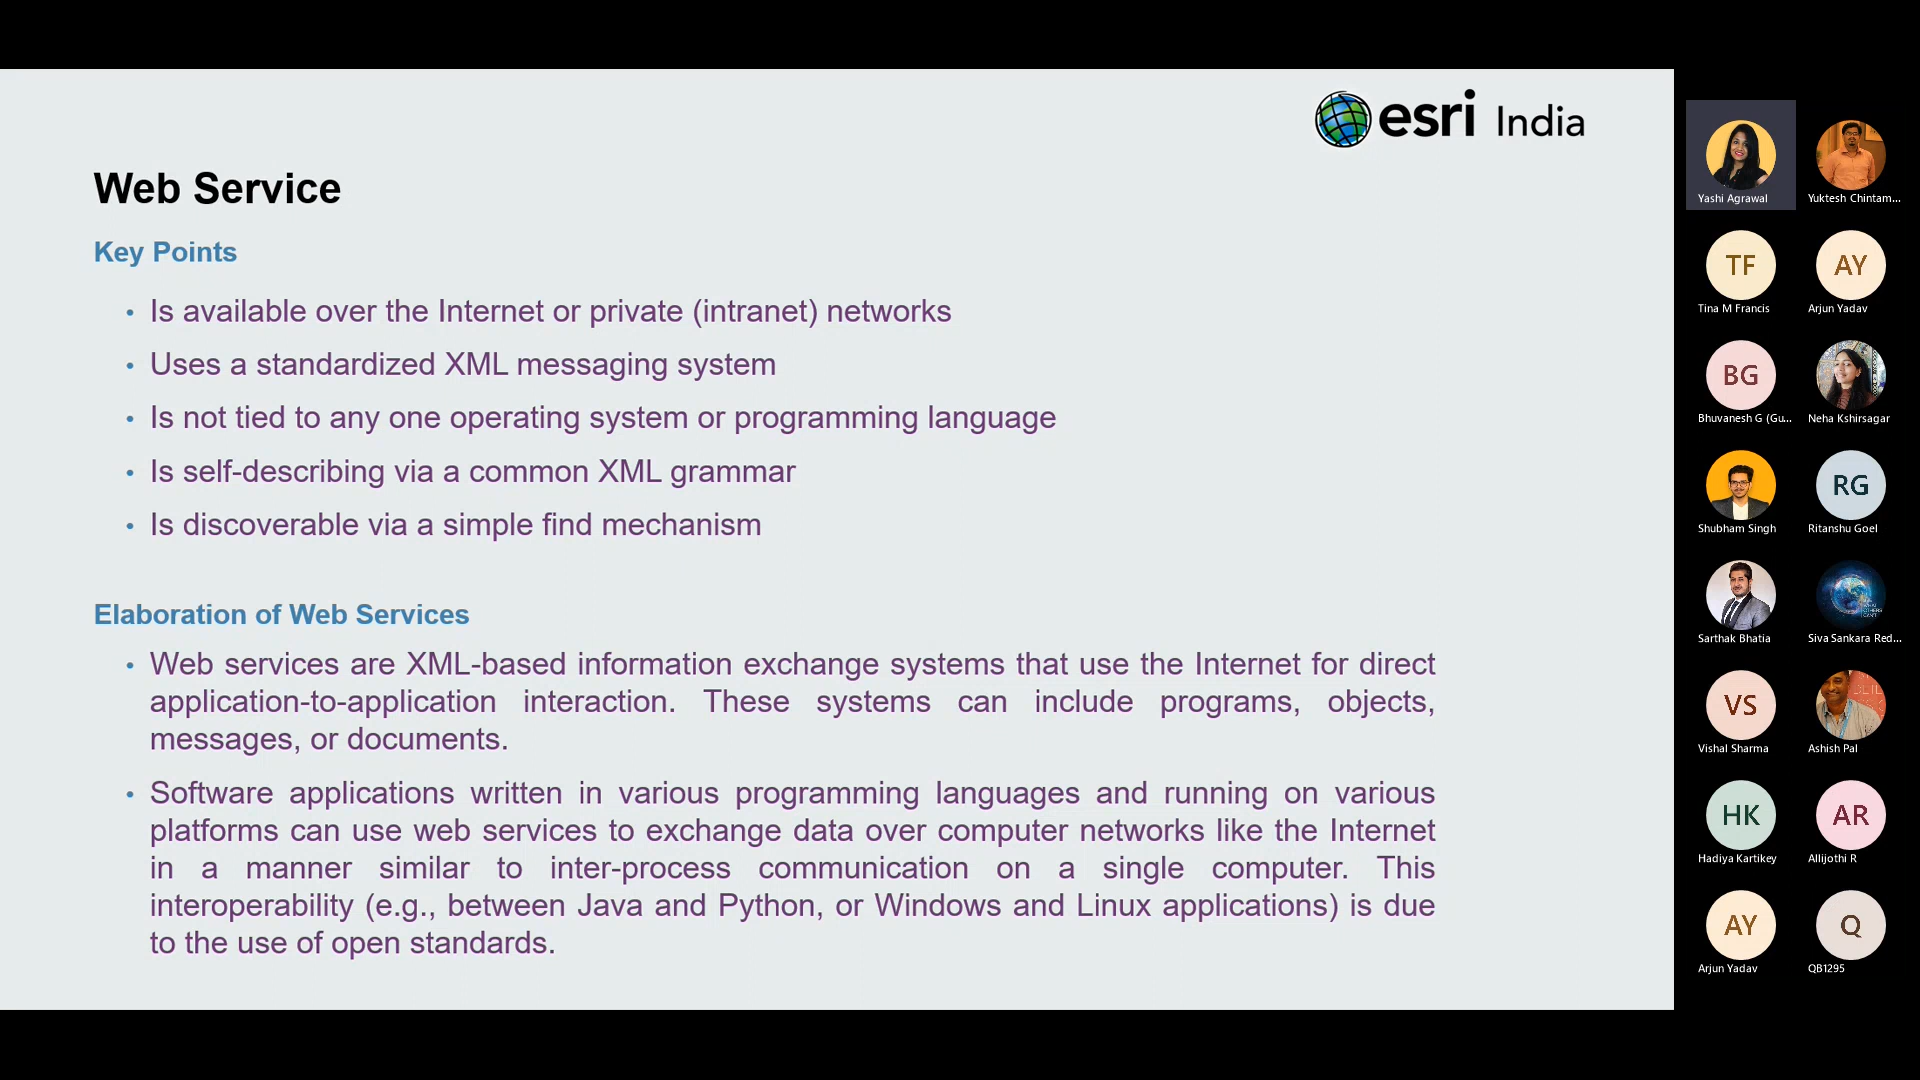 esri India
Web Service
Key Points
• Is available over the Internet or private (intranet) networks
• Uses a standardized XML messaging system
• Is not tied to any one operating system or programming language
• Is self-describing via a common XML grammar
• Is discoverable via a simple find mechanism
Elaboration of Web Services
• Web services are XML-based information exchange systems that use the Internet for direct
application-to-application interaction. These systems can include programs, objects,
messages, or documents.
• Software applications written in various programming languages and running on various
platforms can use web services to exchange data over computer networks like the Internet
in a manner similar to inter-process communication on a single computer. This
interoperability (e.g., between Java and Python, or Windows and Linux applications) is due
to the use of open standards.
Yashi Agrawal
Yuktesh Chintam...
TF
AY
Tina M Francis
Arjun Yadav
BG
Bhuvanesh G (Gu...
Neha Kshirsagar
RG
Shubham Singh
Ritanshu Goel
Sarthak Bhatia
Siva Sankara Red...
VS
Vishal Sharma
Ashish Pal
HK
AR
Hadiya Kartikey
Allijothi R
AY
Q
Arjun Yadav
QB1295